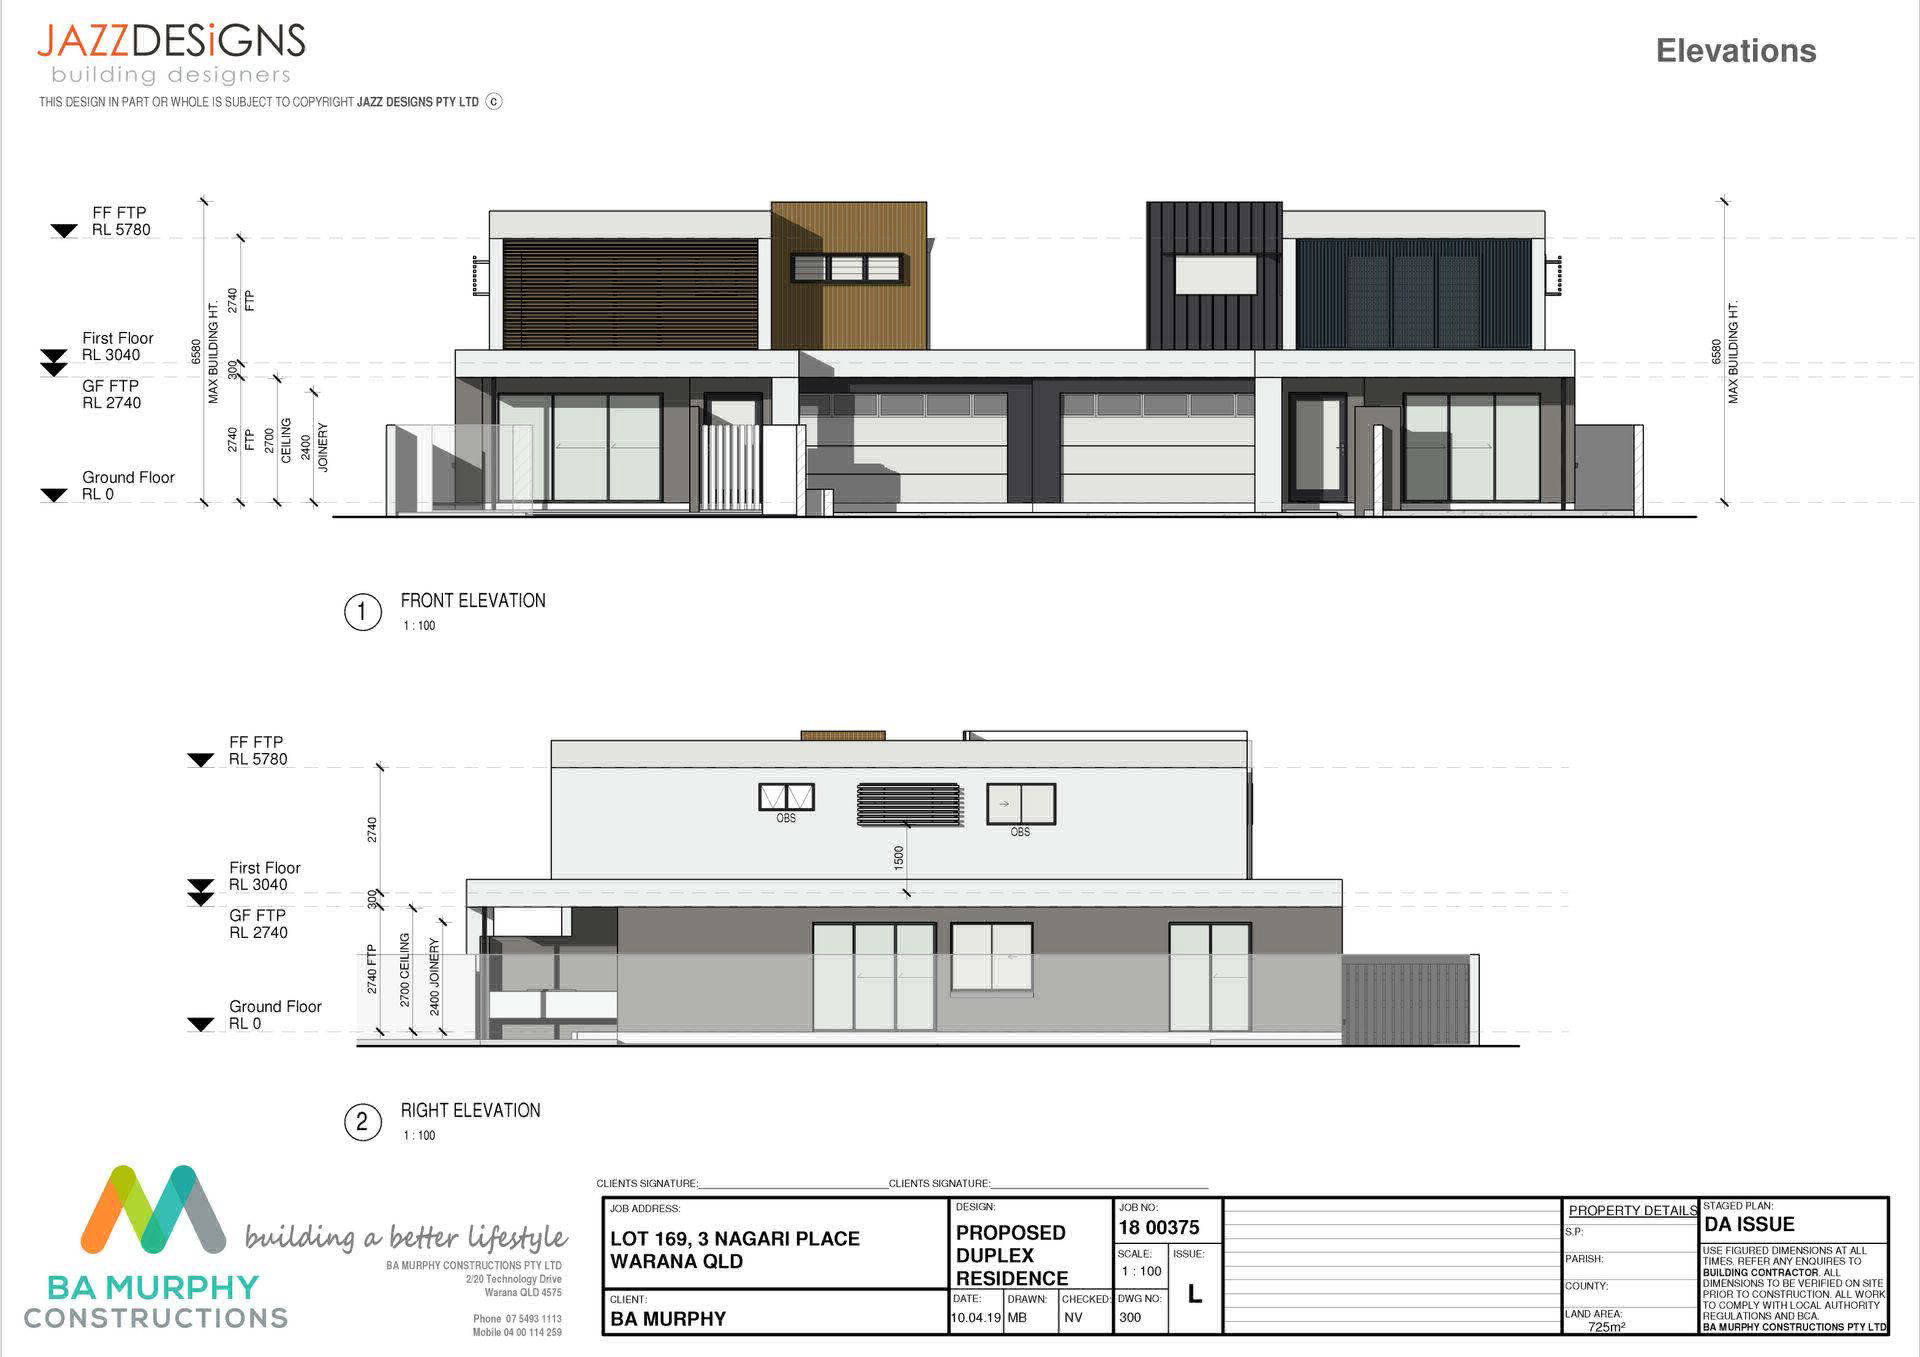 JAZZDESiGNS
building designers
THIS DESIGN IN PART OR WHOLE IS SUBJECT TO COPYRIGHT JAZZ DESIGNS PTY LTD ©
Elevations
FF FTP
RL 5780
First Floor
RL 3040
GF FTP
RL 2740
Ground Floor
RL 0
6580
MAX BUILDING HT.
2740
FTP
300
2740
FTP
2700
CEILING
2400
JOINERY
6580
MAX BUILDING HT.
1
FRONT ELEVATION
1 : 100
FF FTP
RL 5780
First Floor
RL 3040
GF FTP
RL 2740
Ground Floor
RL 0
2740
300
2740 FTP
2700 CEILING
2400 JOINERY
OBS
OBS
1500
2
RIGHT ELEVATION
1 : 100
BA MURPHY
CONSTRUCTIONS
building a better lifestyle
BA MURPHY CONSTRUCTIONS PTY LTD
2/20 Technology Drive
Warana QLD 4575
Phone 07 5493 1113
Mobile 04 00 114 259
CLIENTS SIGNATURE: CLIENTS SIGNATURE:
JOB ADDRESS:
LOT 169, 3 NAGARI PLACE
WARANA QLD
CLIENT:
BA MURPHY
DESIGN:
PROPOSED
DUPLEX
RESIDENCE
DATE: DRAWN: CHECKED:
10.04.19 MB NV
JOB NO:
18 00375
SCALE: ISSUE:
1 : 100
L
DWG NO:
300
PROPERTY DETAILS
S.P:
PARISH:
COUNTY:
LAND AREA:
725m²
STAGED PLAN:
DA ISSUE
USE FIGURED DIMENSIONS AT ALL
TIMES. REFER ANY ENQUIRES TO
BUILDING CONTRACTOR. ALL
DIMENSIONS TO BE VERIFIED ON SITE
PRIOR TO CONSTRUCTION. ALL WORK
TO COMPLY WITH LOCAL AUTHORITY
REGULATIONS AND BCA.
BA MURPHY CONSTRUCTIONS PTY LTD